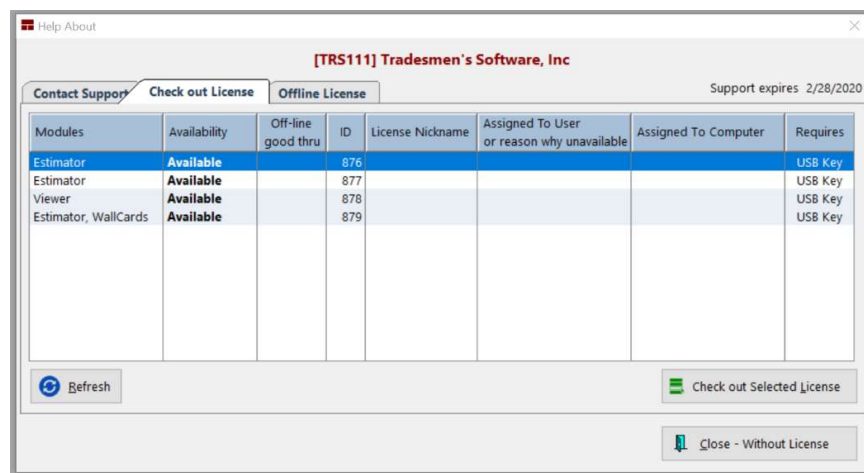 Help About
[TRS111] Tradesmen's Software, Inc
Contact Support Check out License Offline License Support expires 2/28/2020
Modules Availability Off-line good thru ID License Nickname Assigned To User or reason why unavailable Assigned To Computer Requires
Estimator Available 876 USB Key
Estimator Available 877 USB Key
Viewer Available 878 USB Key
Estimator, WallCards Available 879 USB Key
Refresh Check out Selected License
Close - Without License